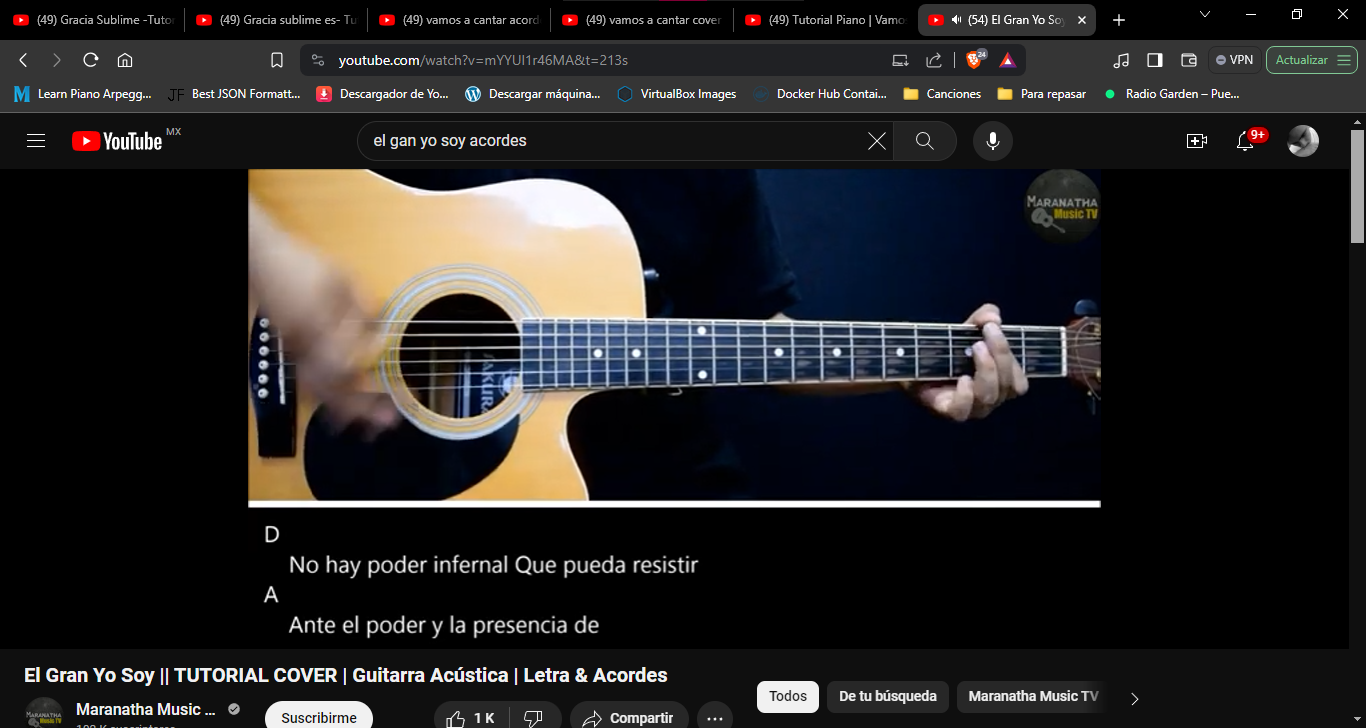 (49) Gracia Sublime -Tutor
(49) Gracia sublime es- Tu
(49) vamos a cantar acord
(49) vamos a cantar cover
(49) Tutorial Piano | Vamo
(54) El Gran Yo Soy
youtube.com/watch?v=mYYUI1r46MA&t=213s
24
VPN
Actualizar
M Learn Piano Arpegg...
JF Best JSON Formatt...
Descargador de Yo...
Descargar máquina...
VirtualBox Images
Docker Hub Contai...
Canciones
Para repasar
Radio Garden – Pue...
YouTube MX
el gan yo soy acordes
9+
MARANATHA
Music TV
D
No hay poder infernal Que pueda resistir
A
Ante el poder y la presencia de
El Gran Yo Soy || TUTORIAL COVER | Guitarra Acústica | Letra & Acordes
Maranatha Music ...
Suscribirme
1 K
Compartir
...
Todos
De tu búsqueda
Maranatha Music TV